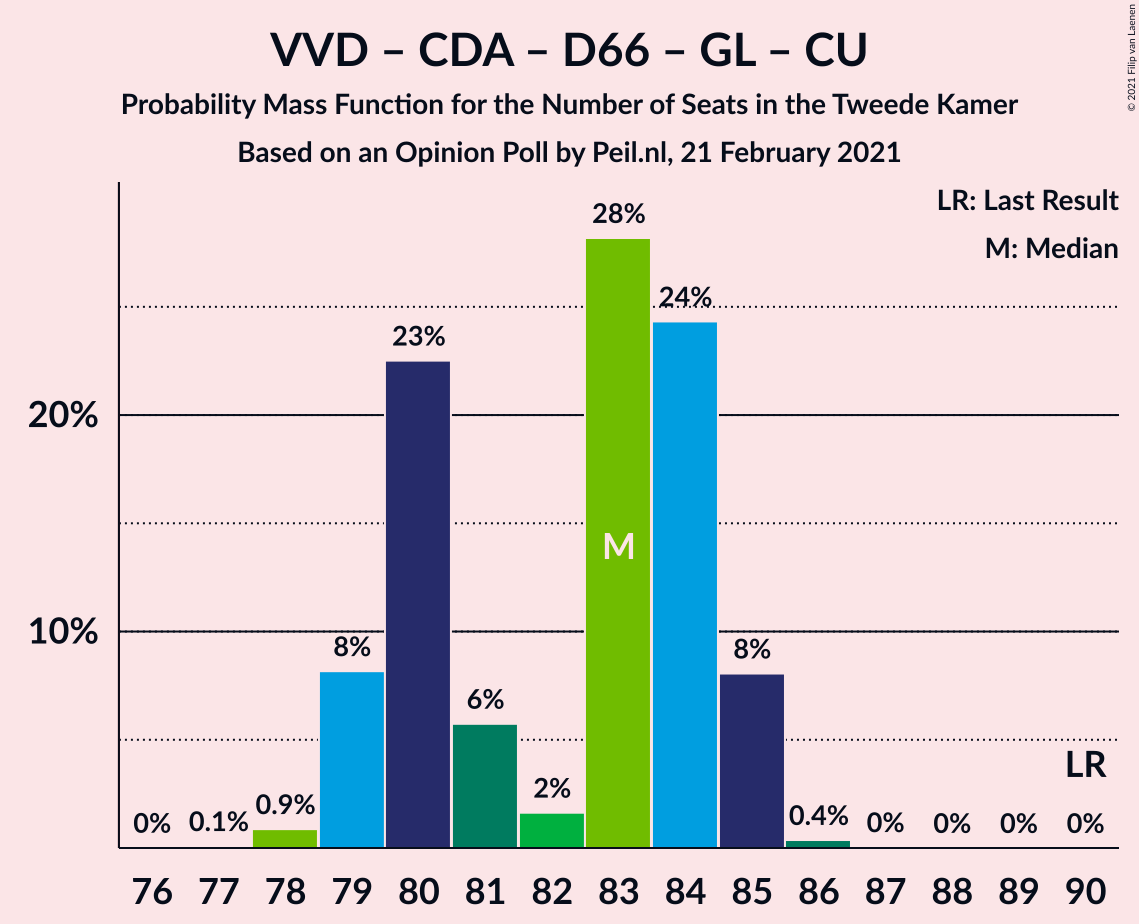 VVD – CDA – D66 – GL – CU
Probability Mass Function for the Number of Seats in the Tweede Kamer
Based on an Opinion Poll by Peil.nl, 21 February 2021
© 2021 Filip van Laenen
LR: Last Result
M: Median
28%
24%
23%
20%
M
10%
8%
8%
6%
LR
2%
0.9%
0.4%
0%
0.1%
0%
0%
0%
0%
76 77 78 79 80 81 82 83 84 85 86 87 88 89 90